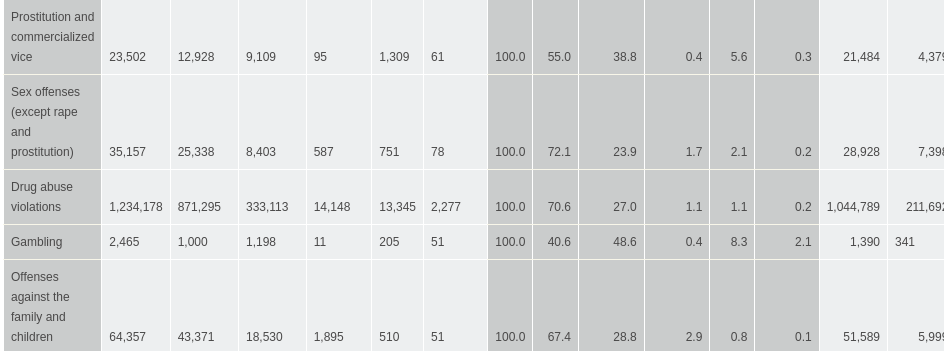 Prostitution and
commercialized
vice 23,502 12,928 9,109 95 1,309 61 100.0 55.0 38.8 0.4 5.6 0.3 21,484 4,379
Sex offenses
(except rape
and
prostitution) 35,157 25,338 8,403 587 751 78 100.0 72.1 23.9 1.7 2.1 0.2 28,928 7,398
Drug abuse
violations 1,234,178 871,295 333,113 14,148 13,345 2,277 100.0 70.6 27.0 1.1 1.1 0.2 1,044,789 211,692
Gambling 2,465 1,000 1,198 11 205 51 100.0 40.6 48.6 0.4 8.3 2.1 1,390 341
Offenses
against the
family and
children 64,357 43,371 18,530 1,895 510 51 100.0 67.4 28.8 2.9 0.8 0.1 51,589 5,999